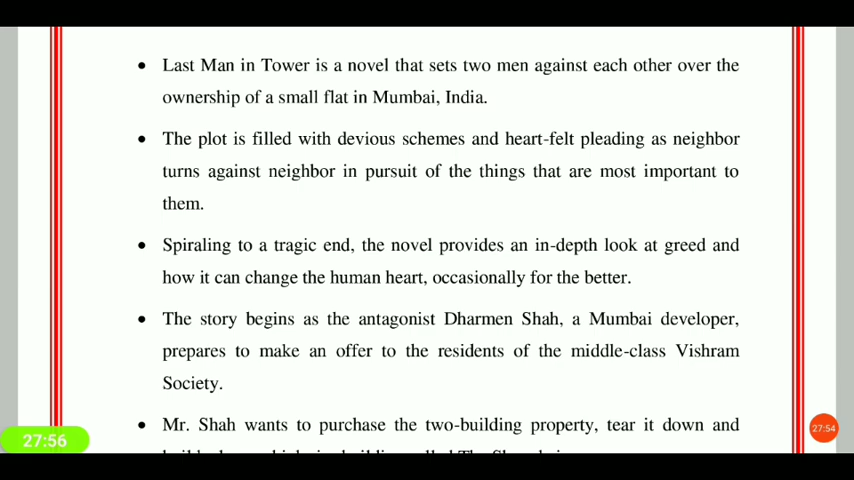 • Last Man in Tower is a novel that sets two men against each other over the
ownership of a small flat in Mumbai, India.
• The plot is filled with devious schemes and heart-felt pleading as neighbor
turns against neighbor in pursuit of the things that are most important to
them.
• Spiraling to a tragic end, the novel provides an in-depth look at greed and
how it can change the human heart, occasionally for the better.
• The story begins as the antagonist Dharmen Shah, a Mumbai developer,
prepares to make an offer to the residents of the middle-class Vishram
Society.
• Mr. Shah wants to purchase the two-building property, tear it down and
27:56
27:54